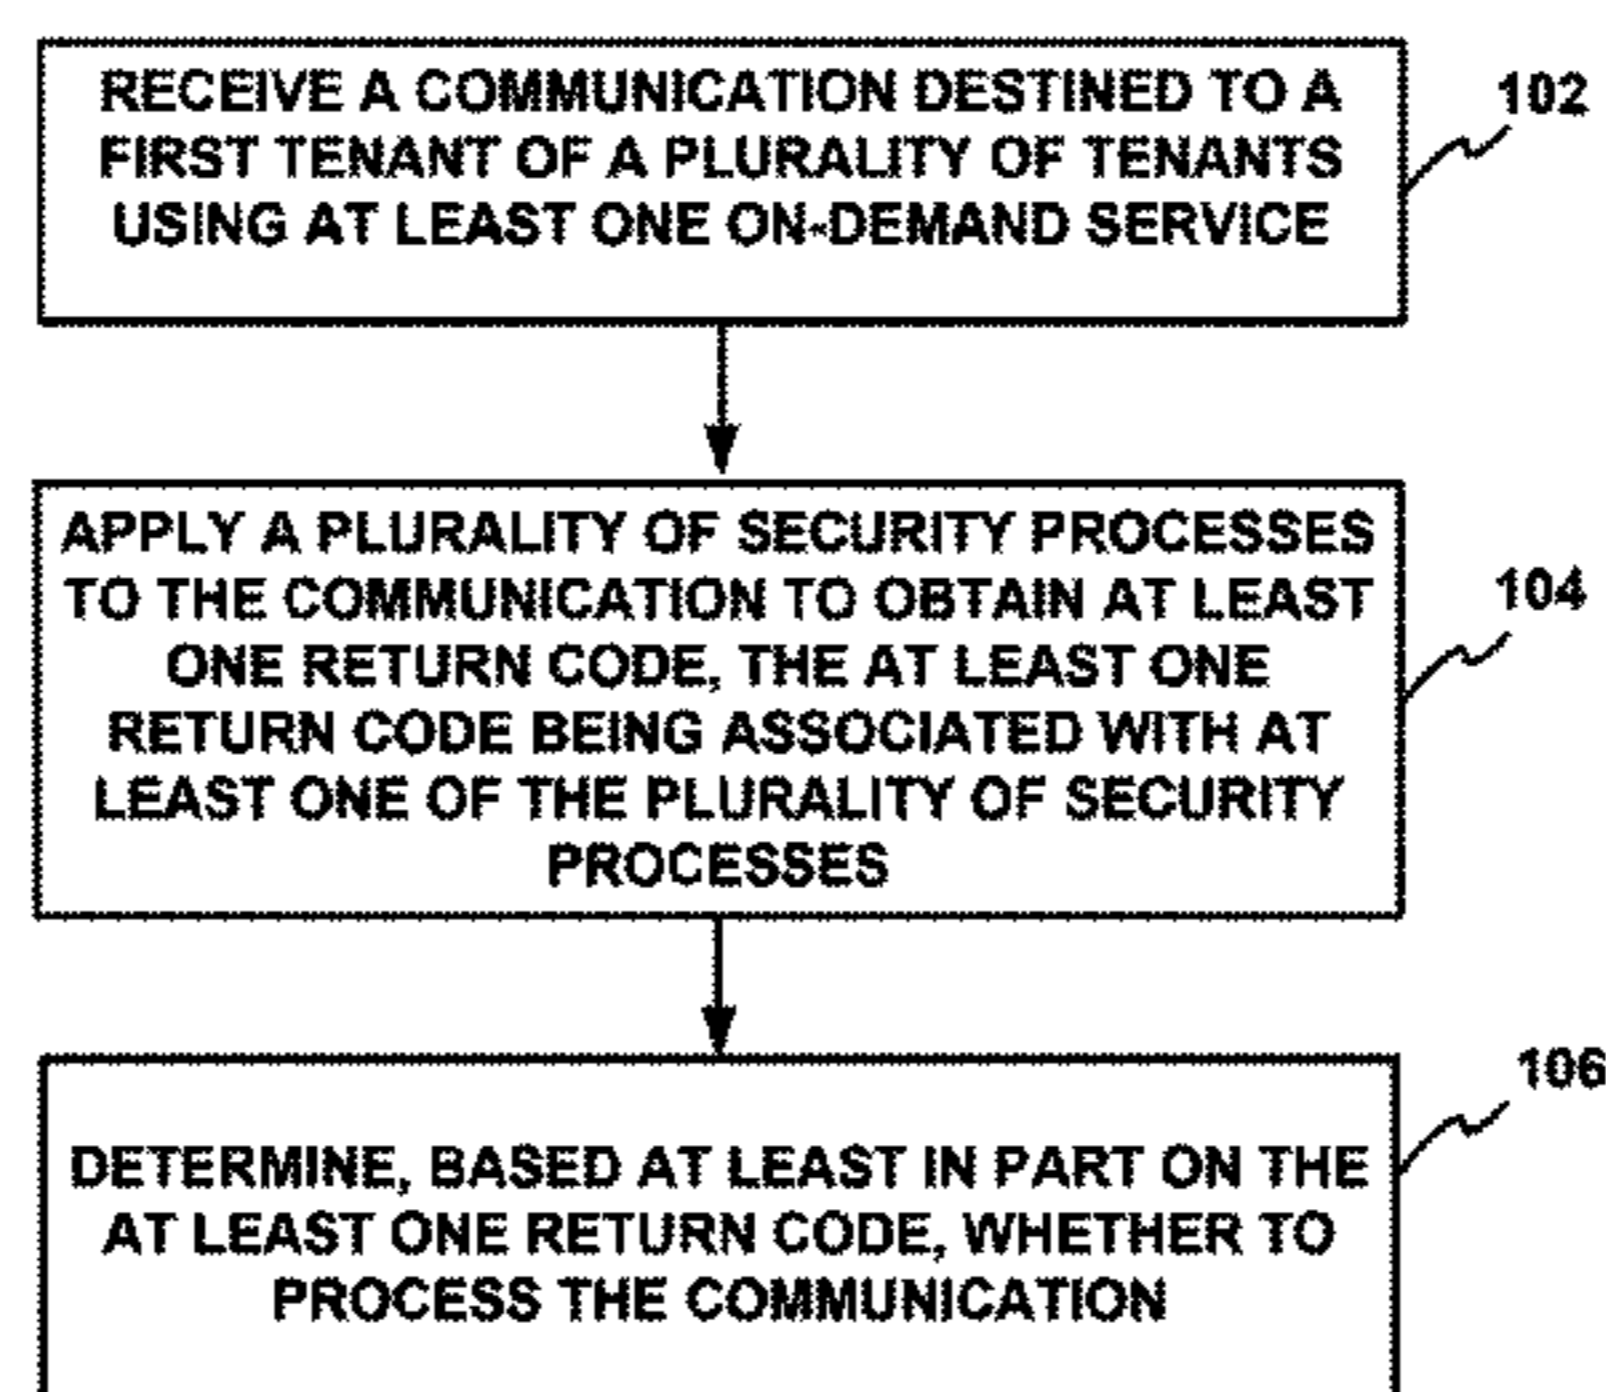 RECEIVE A COMMUNICATION DESTINED TO A
FIRST TENANT OF A PLURALITY OF TENANTS
USING AT LEAST ONE ON-DEMAND SERVICE
102
APPLY A PLURALITY OF SECURITY PROCESSES
TO THE COMMUNICATION TO OBTAIN AT LEAST
ONE RETURN CODE, THE AT LEAST ONE
RETURN CODE BEING ASSOCIATED WITH AT
LEAST ONE OF THE PLURALITY OF SECURITY
PROCESSES
104
DETERMINE, BASED AT LEAST IN PART ON THE
AT LEAST ONE RETURN CODE, WHETHER TO
PROCESS THE COMMUNICATION
106